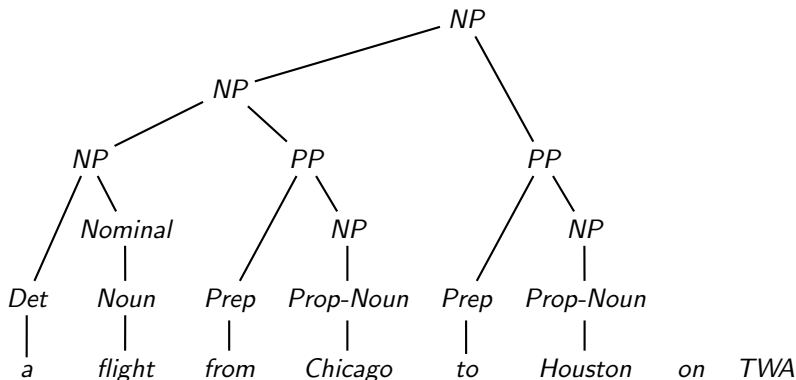 NP
NP
NP PP PP
Nominal NP NP
Det Noun Prep Prop-Noun Prep Prop-Noun
a flight from Chicago to Houston on TWA